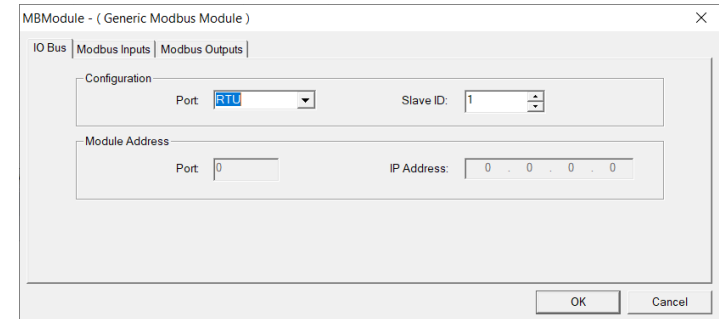 MBModule - ( Generic Modbus Module )
IO Bus Modbus Inputs Modbus Outputs
Configuration
Port: RTU Slave ID: 1
Module Address
Port: 0 IP Address: 0 . 0 . 0 . 0
OK Cancel